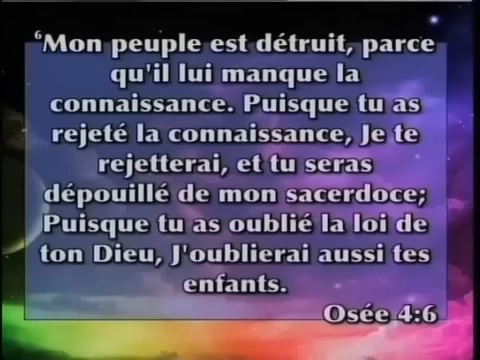 ⁶Mon peuple est détruit, parce
qu'il lui manque la
connaissance. Puisque tu as
rejeté la connaissance, Je te
rejetterai, et tu seras
dépouillé de mon sacerdoce;
Puisque tu as oublié la loi de
ton Dieu, J'oublierai aussi tes
enfants.
Osée 4:6